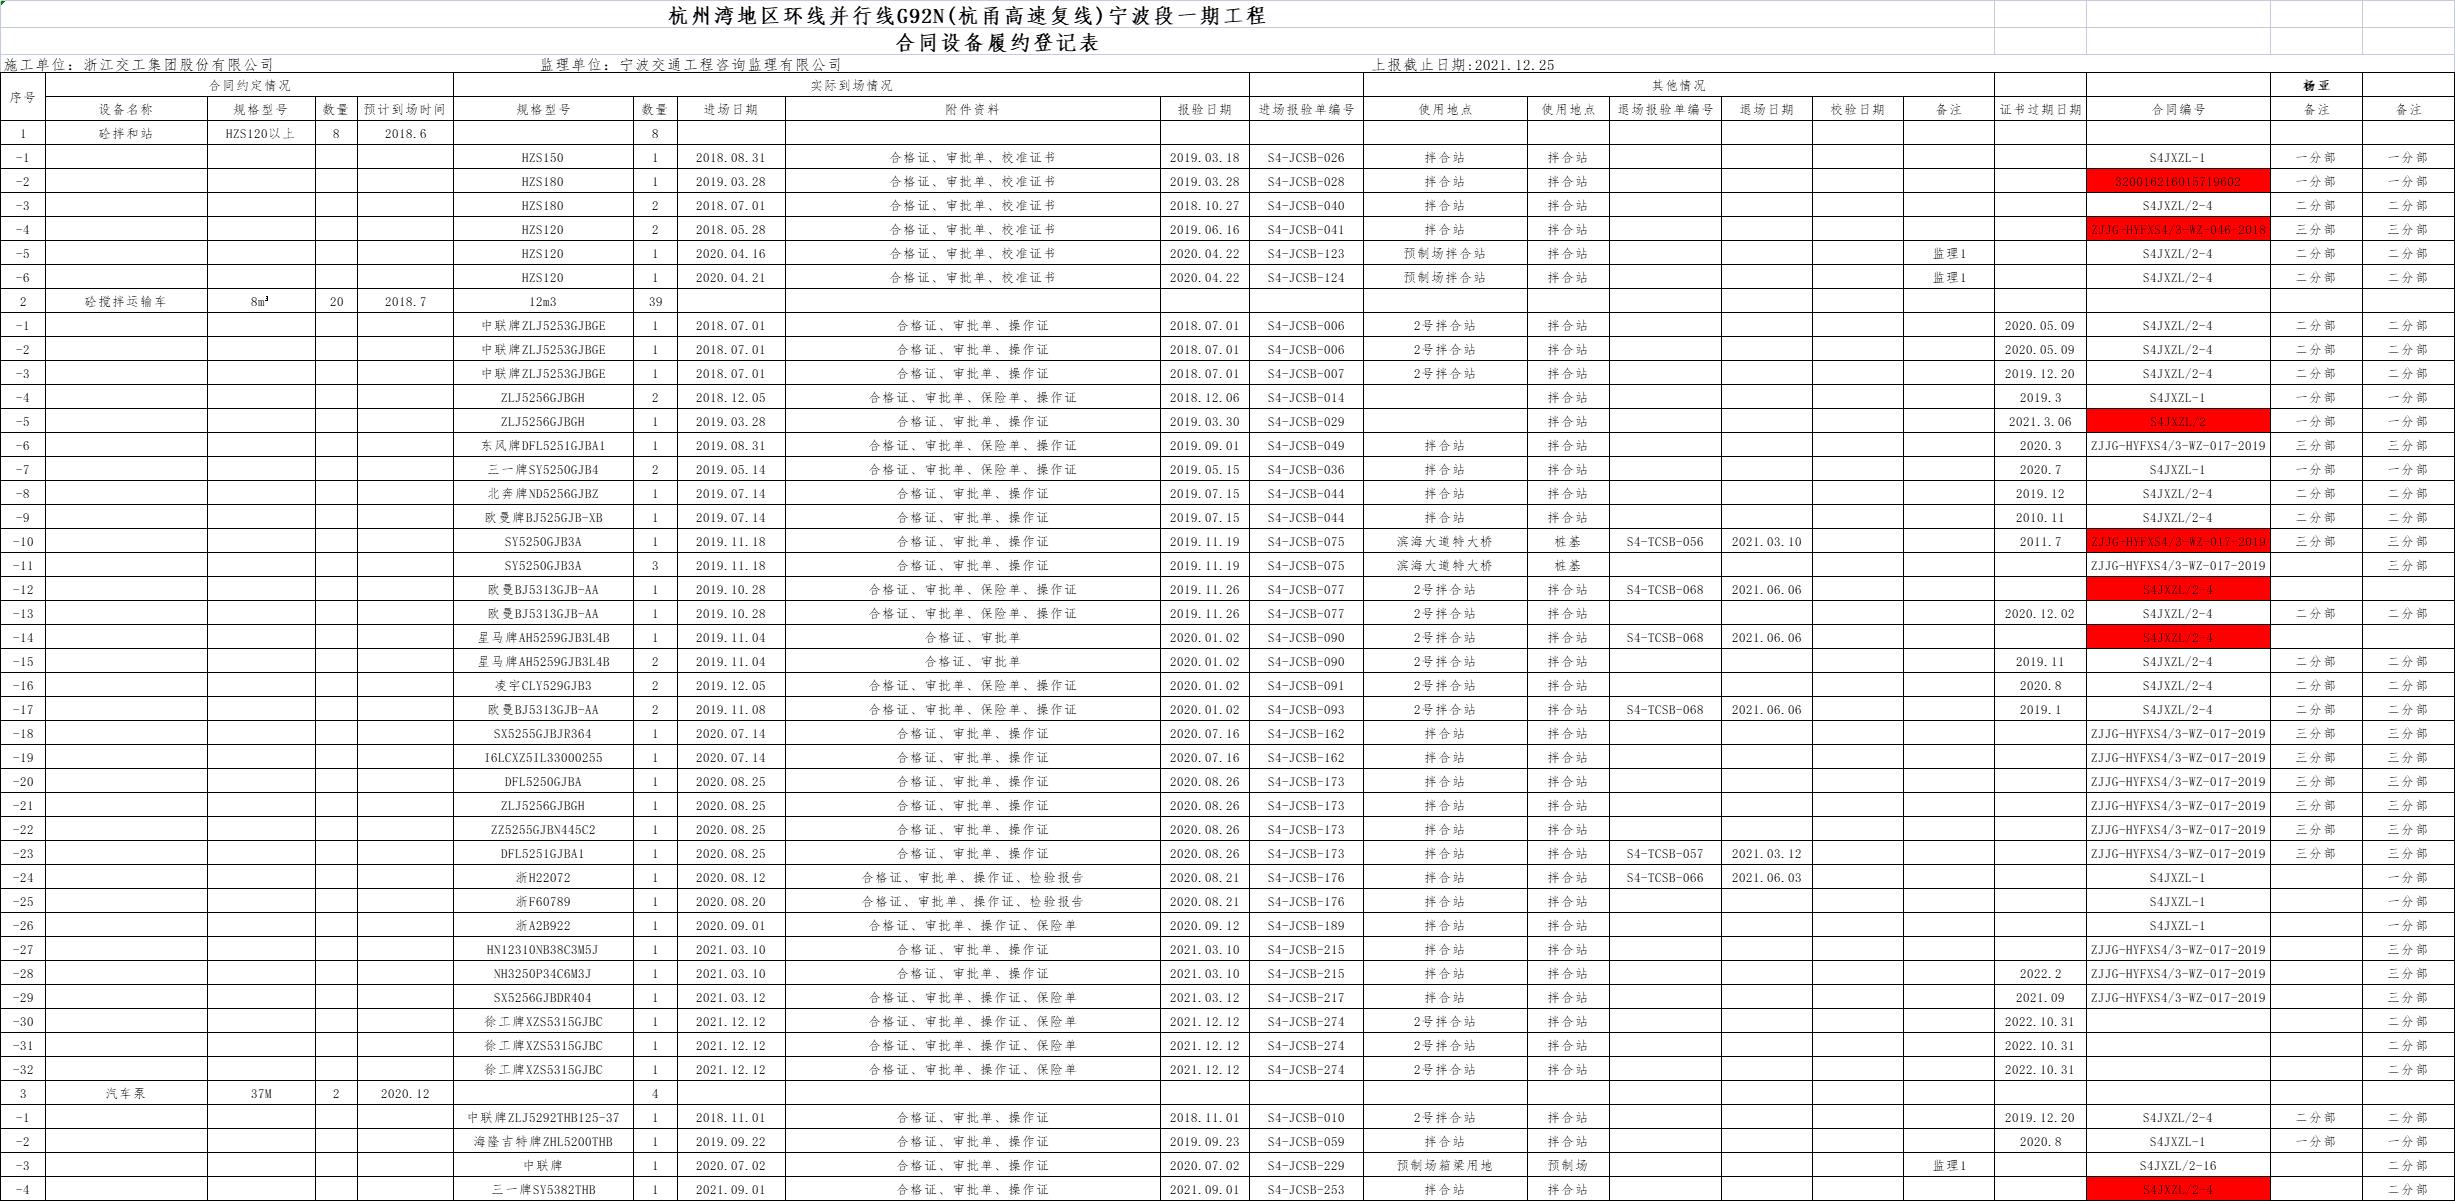 杭州湾地区环线并行线G92N(杭甬高速复线)宁波段一期工程
合同设备履约登记表
施工单位：浙江交工集团股份有限公司 监理单位：宁波交通工程咨询监理有限公司 上报截止日期:2021.12.25
序号 合同约定情况 实际到场情况 其他情况 杨亚
设备名称 规格型号 数量 预计到场时间 规格型号 数量 进场日期 附件资料 报验日期 进场报验单编号 使用地点 使用地点 退场报验单编号 退场日期 校验日期 备注 证书过期日期 合同编号 备注 备注
1 砼拌和站 HZS120以上 8 2018.6 8
-1 HZS150 1 2018.08.31 合格证、审批单、校准证书 2019.03.18 S4-JCSB-026 拌合站 拌合站 S4JXZL-1 一分部 一分部
-2 HZS180 1 2019.03.28 合格证、审批单、校准证书 2019.03.28 S4-JCSB-028 拌合站 拌合站 320016216015719602 一分部 一分部
-3 HZS180 2 2018.07.01 合格证、审批单、校准证书 2018.10.27 S4-JCSB-040 拌合站 拌合站 S4JXZL/2-4 二分部 二分部
-4 HZS120 2 2018.05.28 合格证、审批单、校准证书 2019.06.16 S4-JCSB-041 拌合站 拌合站 ZJJG-HYFXS4/3-WZ-046-2018 三分部 三分部
-5 HZS120 1 2020.04.16 合格证、审批单、校准证书 2020.04.22 S4-JCSB-123 预制场拌合站 拌合站 监理1 S4JXZL/2-4 二分部 二分部
-6 HZS120 1 2020.04.21 合格证、审批单、校准证书 2020.04.22 S4-JCSB-124 预制场拌合站 拌合站 监理1 S4JXZL/2-4 二分部 二分部
2 砼搅拌运输车 8m³ 20 2018.7 12m3 39
-1 中联牌ZLJ5253GJBGE 1 2018.07.01 合格证、审批单、操作证 2018.07.01 S4-JCSB-006 2号拌合站 拌合站 2020.05.09 S4JXZL/2-4 二分部 二分部
-2 中联牌ZLJ5253GJBGE 1 2018.07.01 合格证、审批单、操作证 2018.07.01 S4-JCSB-006 2号拌合站 拌合站 2020.05.09 S4JXZL/2-4 二分部 二分部
-3 中联牌ZLJ5253GJBGE 1 2018.07.01 合格证、审批单、操作证 2018.07.01 S4-JCSB-007 2号拌合站 拌合站 2019.12.20 S4JXZL/2-4 二分部 二分部
-4 ZLJ5256GJBGH 2 2018.12.05 合格证、审批单、保险单、操作证 2018.12.06 S4-JCSB-014 拌合站 2019.3 S4JXZL-1 一分部 一分部
-5 ZLJ5256GJBGH 1 2019.03.28 合格证、审批单、操作证 2019.03.30 S4-JCSB-029 拌合站 2021.3.06 S4JXZL/2 一分部 一分部
-6 东风牌DFL5251GJBA1 1 2019.08.31 合格证、审批单、保险单、操作证 2019.09.01 S4-JCSB-049 拌合站 拌合站 2020.3 ZJJG-HYFXS4/3-WZ-017-2019 三分部 三分部
-7 三一牌SY5250GJB4 2 2019.05.14 合格证、审批单、保险单、操作证 2019.05.15 S4-JCSB-036 拌合站 拌合站 2020.7 S4JXZL-1 一分部 一分部
-8 北奔牌ND5256GJBZ 1 2019.07.14 合格证、审批单、操作证 2019.07.15 S4-JCSB-044 拌合站 拌合站 2019.12 S4JXZL/2-4 二分部 二分部
-9 欧曼牌BJ525GJB-XB 1 2019.07.14 合格证、审批单、操作证 2019.07.15 S4-JCSB-044 拌合站 拌合站 2010.11 S4JXZL/2-4 二分部 二分部
-10 SY5250GJB3A 1 2019.11.18 合格证、审批单、操作证 2019.11.19 S4-JCSB-075 滨海大道特大桥 桩基 S4-TCSB-056 2021.03.10 2011.7 ZJJG-HYFXS4/3-WZ-017-2019 三分部 三分部
-11 SY5250GJB3A 3 2019.11.18 合格证、审批单、操作证 2019.11.19 S4-JCSB-075 滨海大道特大桥 桩基 ZJJG-HYFXS4/3-WZ-017-2019 三分部
-12 欧曼BJ5313GJB-AA 1 2019.10.28 合格证、审批单、保险单、操作证 2019.11.26 S4-JCSB-077 2号拌合站 拌合站 S4-TCSB-068 2021.06.06 S4JXZL/2-4
-13 欧曼BJ5313GJB-AA 1 2019.10.28 合格证、审批单、保险单、操作证 2019.11.26 S4-JCSB-077 2号拌合站 拌合站 2020.12.02 S4JXZL/2-4 二分部 二分部
-14 星马牌AH5259GJB3L4B 1 2019.11.04 合格证、审批单 2020.01.02 S4-JCSB-090 2号拌合站 拌合站 S4-TCSB-068 2021.06.06 S4JXZL/2-4
-15 星马牌AH5259GJB3L4B 2 2019.11.04 合格证、审批单 2020.01.02 S4-JCSB-090 2号拌合站 拌合站 2019.11 S4JXZL/2-4 二分部 二分部
-16 凌宇CLY529GJB3 2 2019.12.05 合格证、审批单、保险单、操作证 2020.01.02 S4-JCSB-091 2号拌合站 拌合站 2020.8 S4JXZL/2-4 二分部 二分部
-17 欧曼BJ5313GJB-AA 2 2019.11.08 合格证、审批单、保险单、操作证 2020.01.02 S4-JCSB-093 2号拌合站 拌合站 S4-TCSB-068 2021.06.06 2019.1 S4JXZL/2-4 二分部 二分部
-18 SX5255GJBJR364 1 2020.07.14 合格证、审批单、操作证 2020.07.16 S4-JCSB-162 拌合站 拌合站 ZJJG-HYFXS4/3-WZ-017-2019 三分部 三分部
-19 I6LCXZ5IL33000255 1 2020.07.14 合格证、审批单、操作证 2020.07.16 S4-JCSB-162 拌合站 拌合站 ZJJG-HYFXS4/3-WZ-017-2019 三分部 三分部
-20 DFL5250GJBA 1 2020.08.25 合格证、审批单、操作证 2020.08.26 S4-JCSB-173 拌合站 拌合站 ZJJG-HYFXS4/3-WZ-017-2019 三分部 三分部
-21 ZLJ5256GJBGH 1 2020.08.25 合格证、审批单、操作证 2020.08.26 S4-JCSB-173 拌合站 拌合站 ZJJG-HYFXS4/3-WZ-017-2019 三分部 三分部
-22 ZZ5255GJBN445C2 1 2020.08.25 合格证、审批单、操作证 2020.08.26 S4-JCSB-173 拌合站 拌合站 ZJJG-HYFXS4/3-WZ-017-2019 三分部 三分部
-23 DFL5251GJBA1 1 2020.08.25 合格证、审批单、操作证 2020.08.26 S4-JCSB-173 拌合站 拌合站 S4-TCSB-057 2021.03.12 ZJJG-HYFXS4/3-WZ-017-2019 三分部 三分部
-24 浙H22072 1 2020.08.12 合格证、审批单、操作证、检验报告 2020.08.21 S4-JCSB-176 拌合站 拌合站 S4-TCSB-066 2021.06.03 S4JXZL-1 一分部
-25 浙F60789 1 2020.08.20 合格证、审批单、操作证、检验报告 2020.08.21 S4-JCSB-176 拌合站 拌合站 S4JXZL-1 一分部
-26 浙A2B922 1 2020.09.01 合格证、审批单、操作证、保险单 2020.09.12 S4-JCSB-189 拌合站 拌合站 S4JXZL-1 一分部
-27 HN12310NB38C3M5J 1 2021.03.10 合格证、审批单、操作证 2021.03.10 S4-JCSB-215 拌合站 拌合站 ZJJG-HYFXS4/3-WZ-017-2019 三分部
-28 NH3250P34C6M3J 1 2021.03.10 合格证、审批单、操作证 2021.03.10 S4-JCSB-215 拌合站 拌合站 2022.2 ZJJG-HYFXS4/3-WZ-017-2019 三分部
-29 SX5256GJBDR404 1 2021.03.12 合格证、审批单、操作证、保险单 2021.03.12 S4-JCSB-217 拌合站 拌合站 2021.09 ZJJG-HYFXS4/3-WZ-017-2019 三分部
-30 徐工牌XZS5315GJBC 1 2021.12.12 合格证、审批单、操作证、保险单 2021.12.12 S4-JCSB-274 2号拌合站 拌合站 2022.10.31 二分部
-31 徐工牌XZS5315GJBC 1 2021.12.12 合格证、审批单、操作证、保险单 2021.12.12 S4-JCSB-274 2号拌合站 拌合站 2022.10.31 二分部
-32 徐工牌XZS5315GJBC 1 2021.12.12 合格证、审批单、操作证、保险单 2021.12.12 S4-JCSB-274 2号拌合站 拌合站 2022.10.31 二分部
3 汽车泵 37M 2 2020.12 4
-1 中联牌ZLJ5292THB125-37 1 2018.11.01 合格证、审批单、操作证 2018.11.01 S4-JCSB-010 2号拌合站 拌合站 2019.12.20 S4JXZL/2-4 二分部 二分部
-2 海隆吉特牌ZHL5200THB 1 2019.09.22 合格证、审批单、操作证 2019.09.23 S4-JCSB-059 拌合站 拌合站 2020.8 S4JXZL-1 一分部 一分部
-3 中联牌 1 2020.07.02 合格证、审批单、操作证 2020.07.02 S4-JCSB-229 预制场箱梁用地 预制场 监理1 S4JXZL/2-16 二分部
-4 三一牌SY5382THB 1 2021.09.01 合格证、审批单、操作证 2021.09.01 S4-JCSB-253 拌合站 拌合站 S4JXZL/2-4 二分部